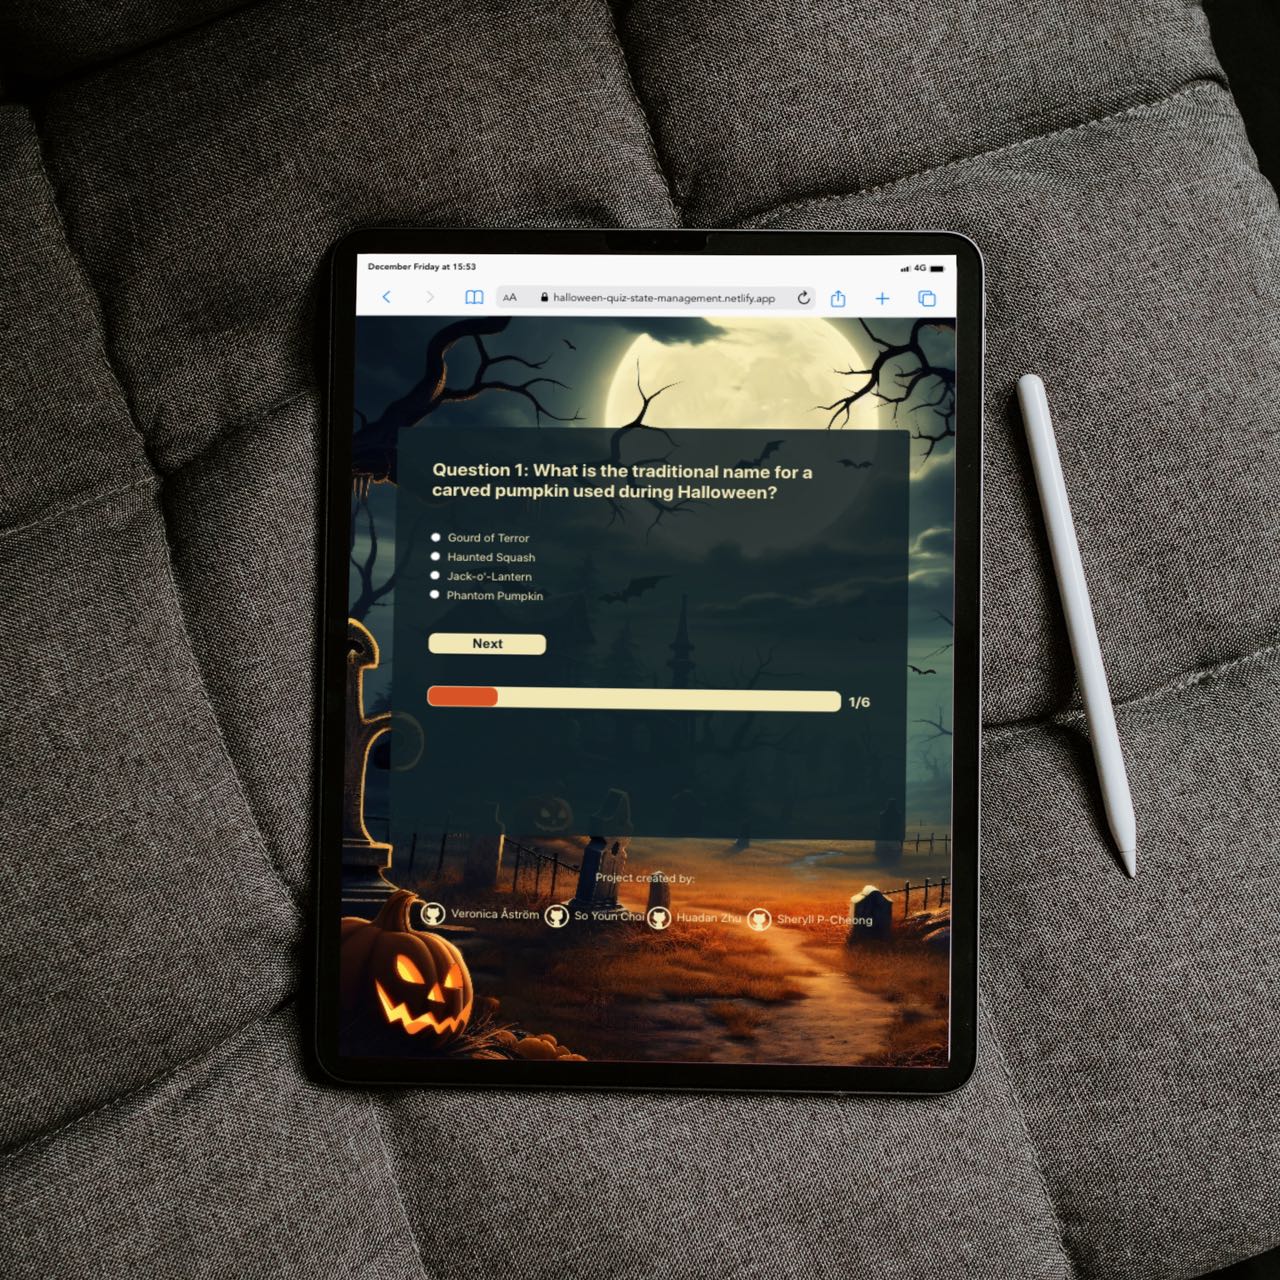 December Friday at 15:53
4G
AA
halloween-quiz-state-management.netlify.app
Question 1: What is the traditional name for a
carved pumpkin used during Halloween?
Gourd of Terror
Haunted Squash
Jack-o'-Lantern
Phantom Pumpkin
Next
1/6
Project created by:
Veronica Åström So Youn Choi Huadan Zhu Sheryll P-Cheong